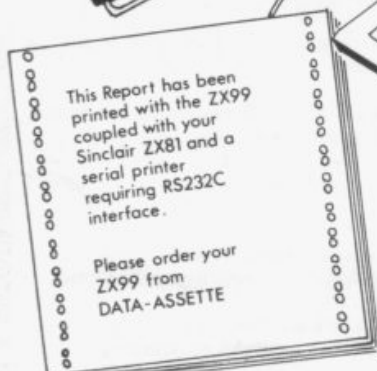 This Report has been
printed with the ZX99
coupled with your
Sinclair ZX81 and a
serial printer
requiring RS232C
interface.
Please order your
ZX99 from
DATA-ASSETTE